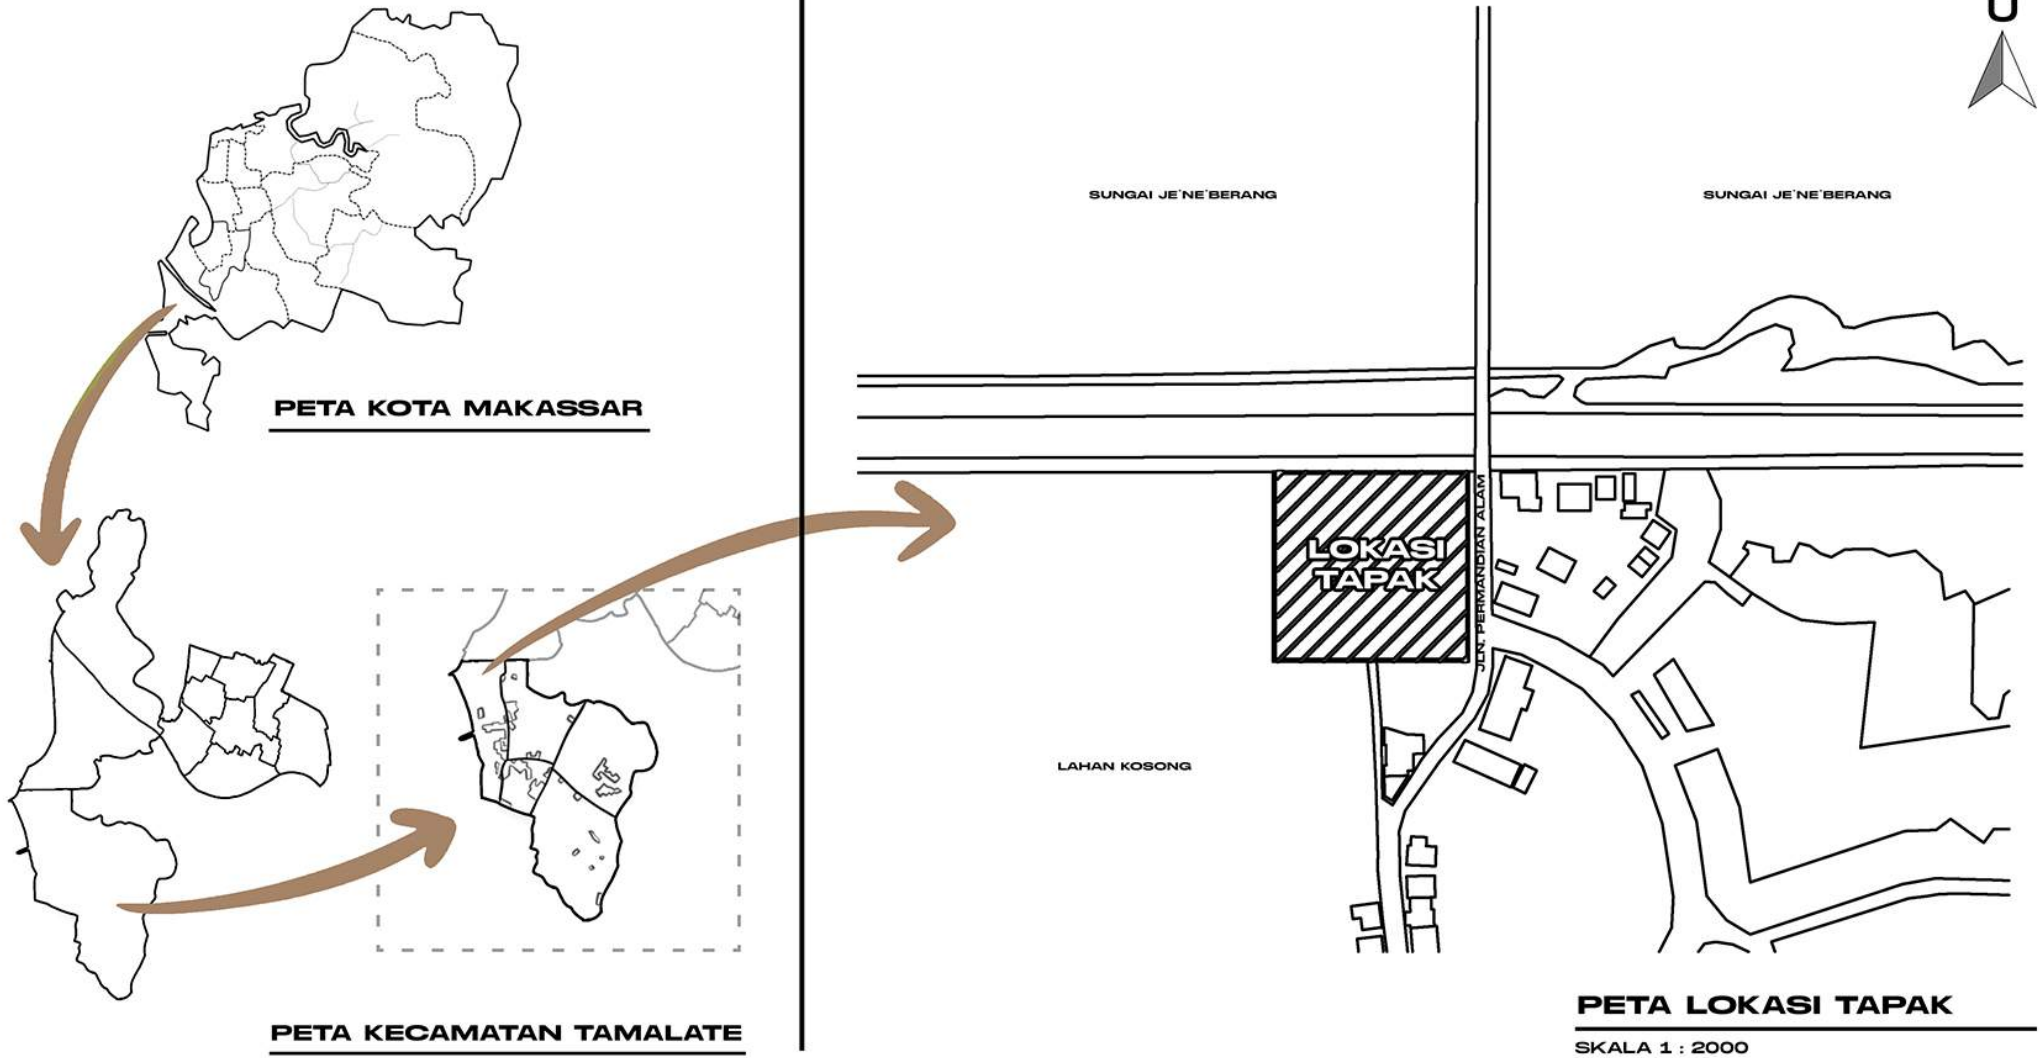 PETA KOTA MAKASSAR
PETA KECAMATAN TAMALATE
U
SUNGAI JE'NE'BERANG
SUNGAI JE'NE'BERANG
LOKASI
TAPAK
JLN. PERMANDIAN ALAM
LAHAN KOSONG
PETA LOKASI TAPAK
SKALA 1 : 2000